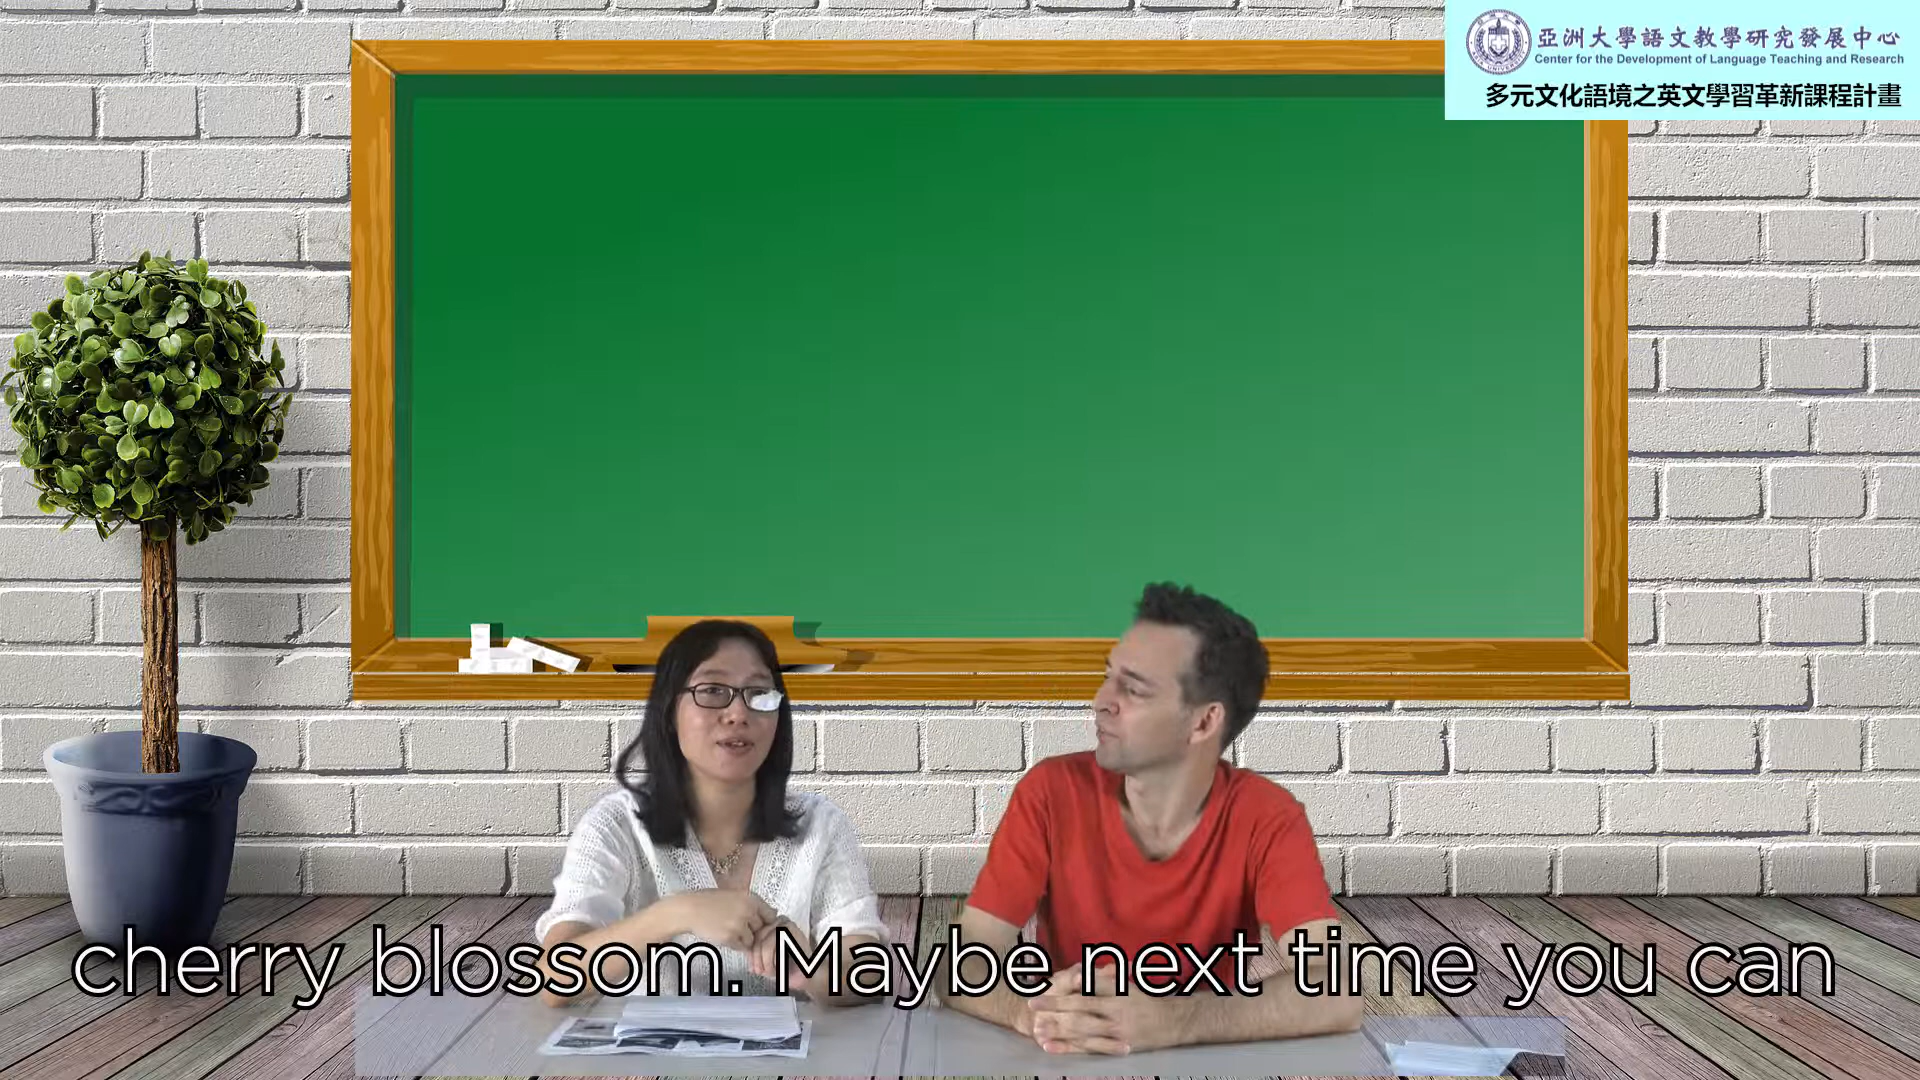 亞洲大學語文教學研究發展中心
Center for the Development of Language Teaching and Research
多元文化語境之英文學習革新課程計畫
cherry blossom. Maybe next time you can